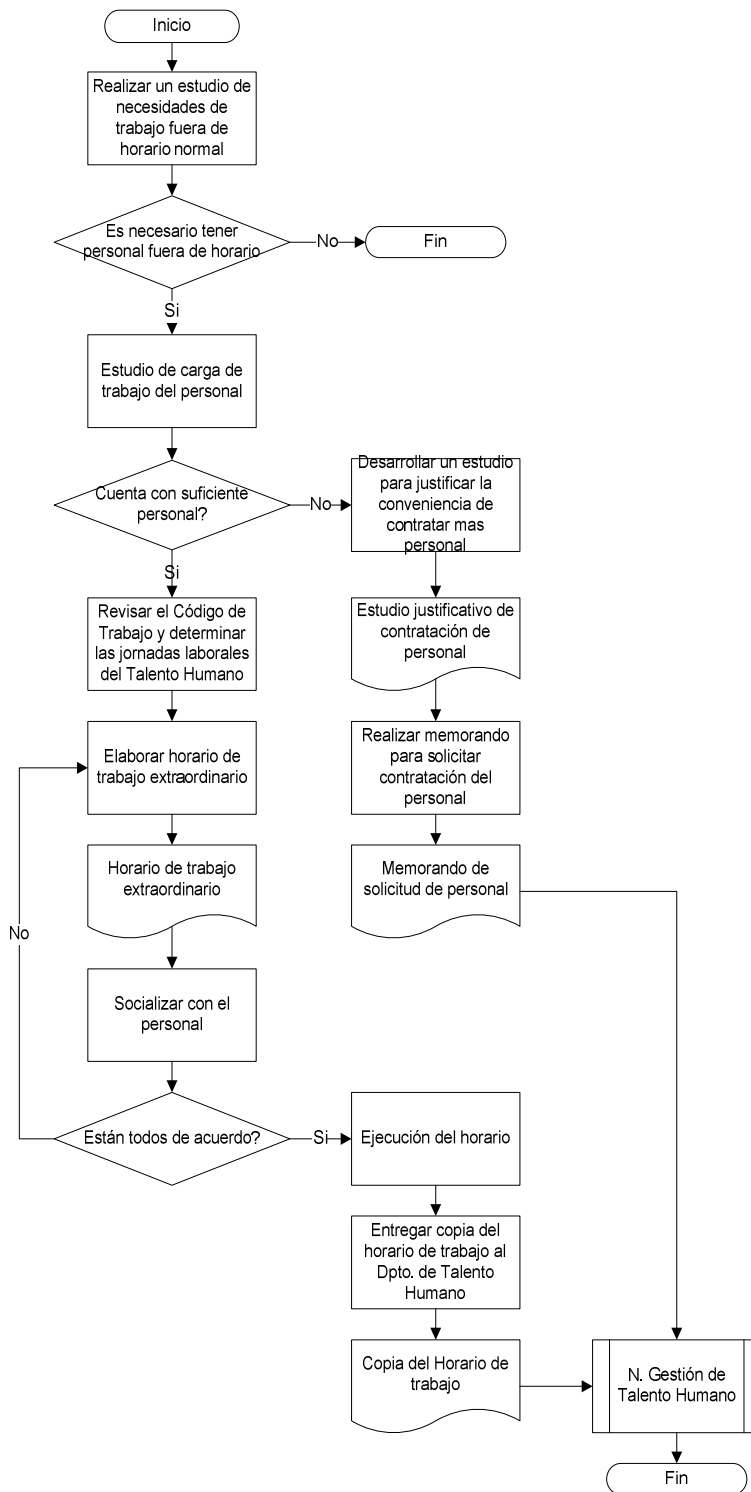 Inicio
Realizar un estudio de
necesidades de
trabajo fuera de
horario normal
Es necesario tener
personal fuera de horario
No
Fin
Si
Estudio de carga de
trabajo del personal
Cuenta con suficiente
personal?
No
Desarrollar un estudio
para justificar la
conveniencia de
contratar mas
personal
Si
Revisar el Código de
Trabajo y determinar
las jornadas laborales
del Talento Humano
Estudio justificativo de
contratación de
personal
Elaborar horario de
trabajo extraordinario
Realizar memorando
para solicitar
contratación del
personal
Horario de trabajo
extraordinario
Memorando de
solicitud de personal
No
Socializar con el
personal
Están todos de acuerdo?
Si
Ejecución del horario
Entregar copia del
horario de trabajo al
Dpto. de Talento
Humano
Copia del Horario de
trabajo
N. Gestión de
Talento Humano
Fin